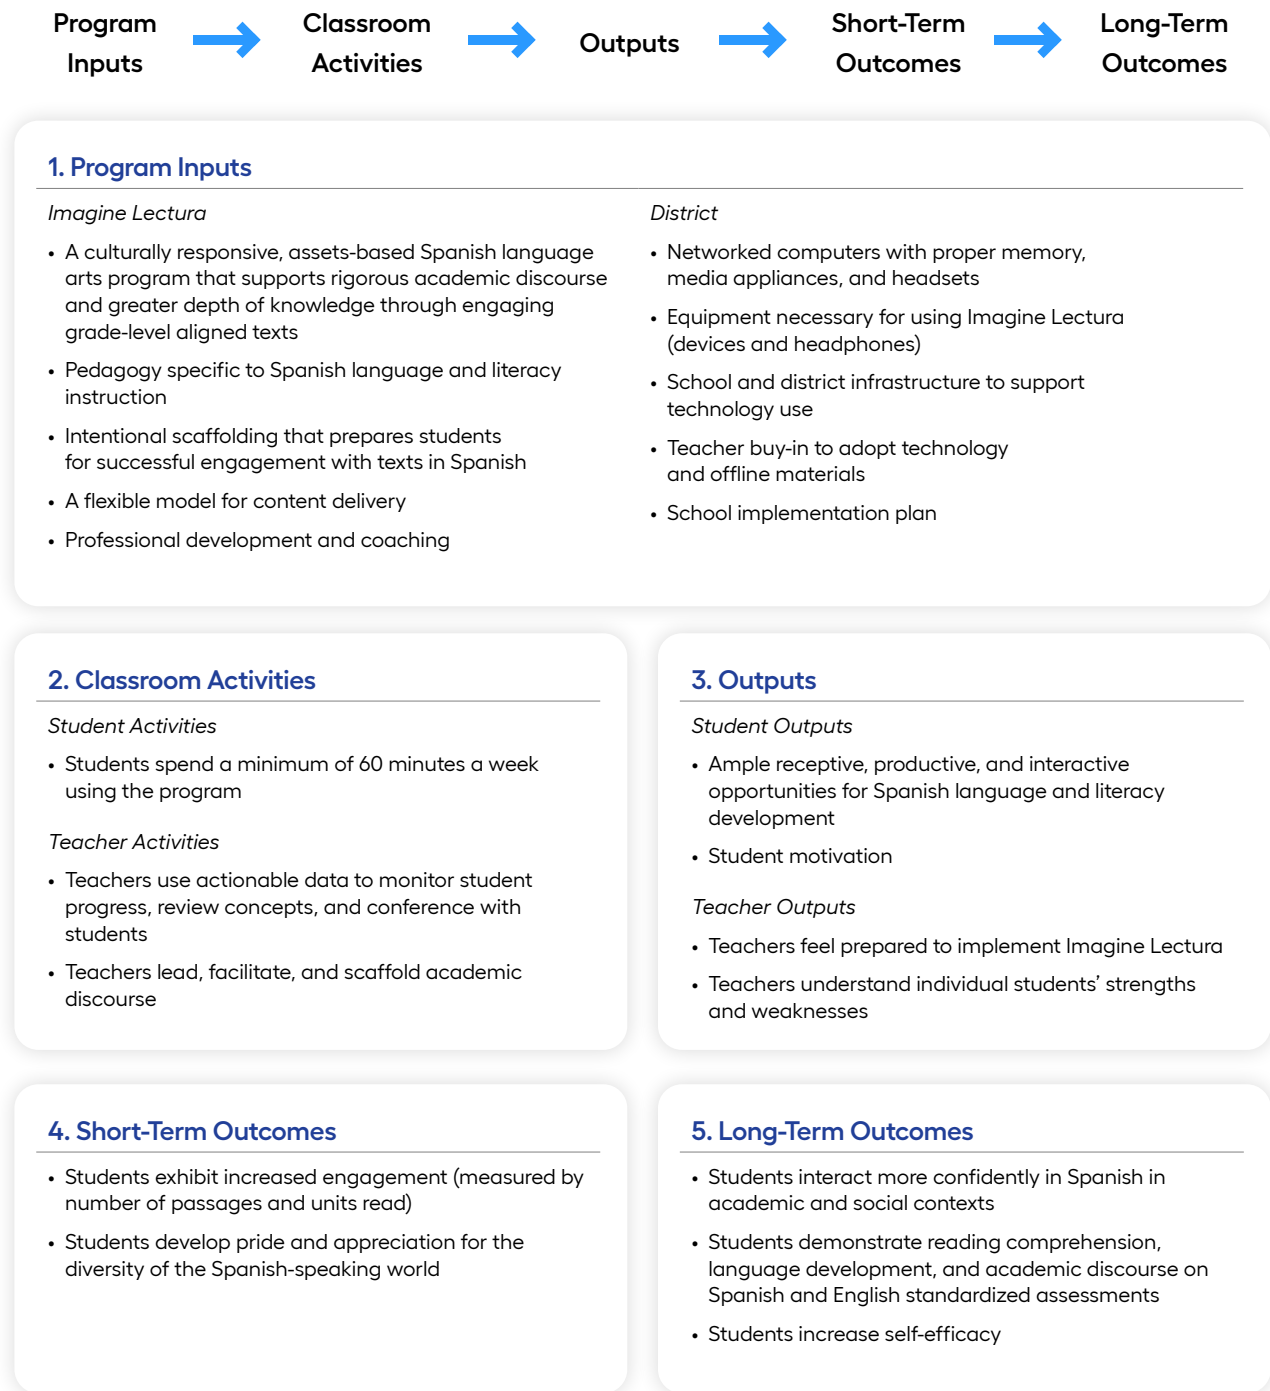 Program
Inputs
Classroom
Activities
Outputs
Short-Term
Outcomes
Long-Term
Outcomes
1. Program Inputs
Imagine Lectura
• A culturally responsive, assets-based Spanish language
arts program that supports rigorous academic discourse
and greater depth of knowledge through engaging
grade-level aligned texts
• Pedagogy specific to Spanish language and literacy
instruction
• Intentional scaffolding that prepares students
for successful engagement with texts in Spanish
• A flexible model for content delivery
• Professional development and coaching
District
• Networked computers with proper memory,
media appliances, and headsets
• Equipment necessary for using Imagine Lectura
(devices and headphones)
• School and district infrastructure to support
technology use
• Teacher buy-in to adopt technology
and offline materials
• School implementation plan
2. Classroom Activities
Student Activities
• Students spend a minimum of 60 minutes a week
using the program
Teacher Activities
• Teachers use actionable data to monitor student
progress, review concepts, and conference with
students
• Teachers lead, facilitate, and scaffold academic
discourse
3. Outputs
Student Outputs
• Ample receptive, productive, and interactive
opportunities for Spanish language and literacy
development
• Student motivation
Teacher Outputs
• Teachers feel prepared to implement Imagine Lectura
• Teachers understand individual students’ strengths
and weaknesses
4. Short-Term Outcomes
• Students exhibit increased engagement (measured by
number of passages and units read)
• Students develop pride and appreciation for the
diversity of the Spanish-speaking world
5. Long-Term Outcomes
• Students interact more confidently in Spanish in
academic and social contexts
• Students demonstrate reading comprehension,
language development, and academic discourse on
Spanish and English standardized assessments
• Students increase self-efficacy